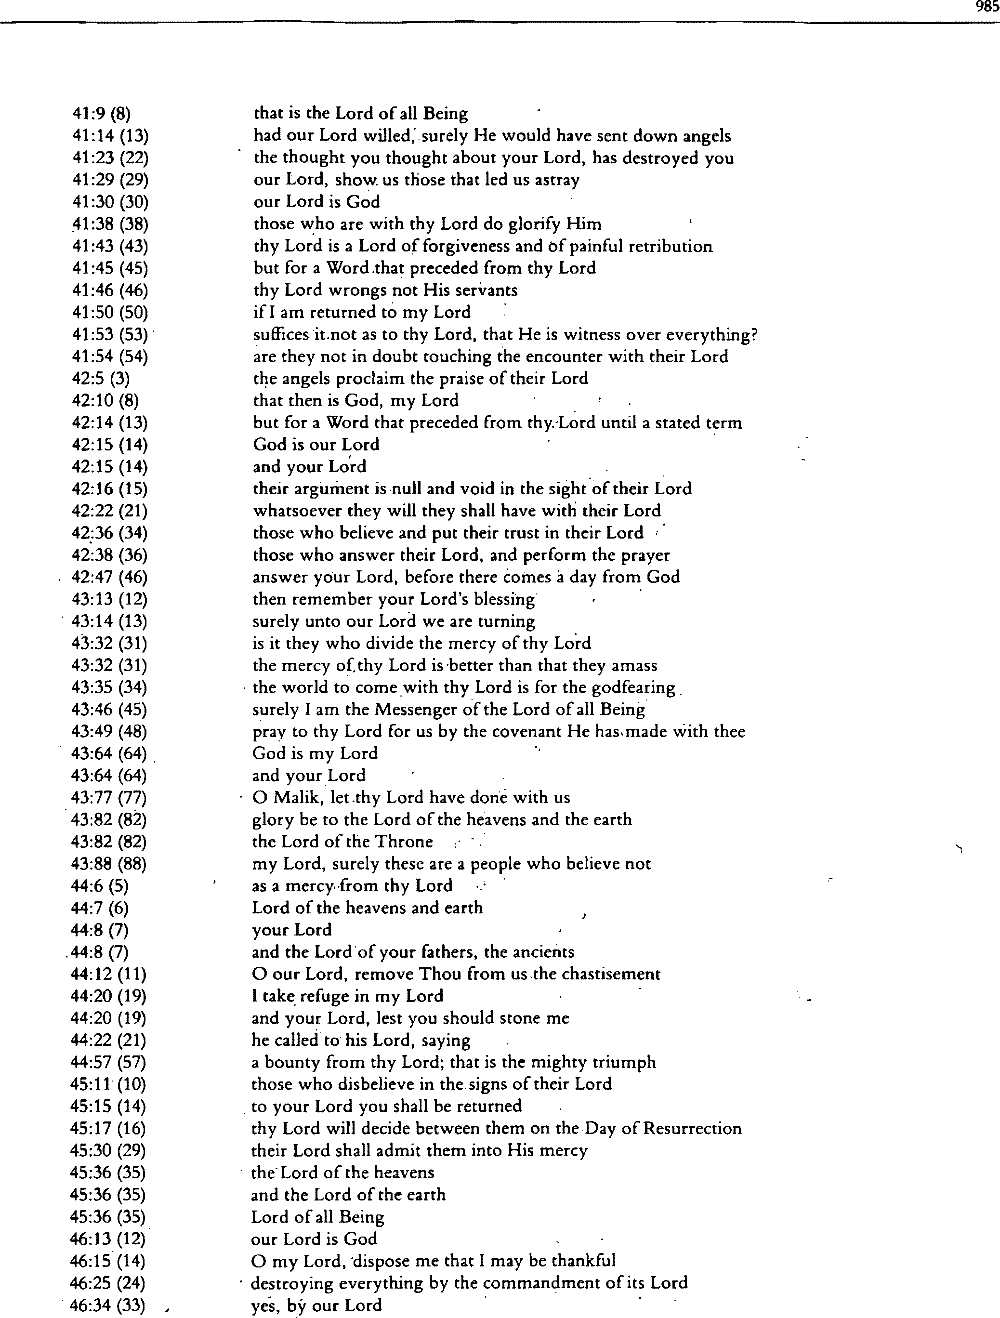 985
41:9 (8) that is the Lord of all Being
41:14 (13) had our Lord willed, surely He would have sent down angels
41:23 (22) the thought you thought about your Lord, has destroyed you
41:29 (29) our Lord, show us those that led us astray
41:30 (30) our Lord is God
41:38 (38) those who are with thy Lord do glorify Him
41:43 (43) thy Lord is a Lord of forgiveness and of painful retribution
41:45 (45) but for a Word that preceded from thy Lord
41:46 (46) thy Lord wrongs not His servants
41:50 (50) if I am returned to my Lord
41:53 (53) suffices it not as to thy Lord, that He is witness over everything?
41:54 (54) are they not in doubt touching the encounter with their Lord
42:5 (3) the angels proclaim the praise of their Lord
42:10 (8) that then is God, my Lord
42:14 (13) but for a Word that preceded from thy Lord until a stated term
42:15 (14) God is our Lord
42:15 (14) and your Lord
42:16 (15) their argument is null and void in the sight of their Lord
42:22 (21) whatsoever they will they shall have with their Lord
42:36 (34) those who believe and put their trust in their Lord
42:38 (36) those who answer their Lord, and perform the prayer
42:47 (46) answer your Lord, before there comes a day from God
43:13 (12) then remember your Lord's blessing
43:14 (13) surely unto our Lord we are turning
43:32 (31) is it they who divide the mercy of thy Lord
43:32 (31) the mercy of thy Lord is better than that they amass
43:35 (34) the world to come with thy Lord is for the godfearing
43:46 (45) surely I am the Messenger of the Lord of all Being
43:49 (48) pray to thy Lord for us by the covenant He has made with thee
43:64 (64) God is my Lord
43:64 (64) and your Lord
43:77 (77) O Malik, let thy Lord have done with us
43:82 (82) glory be to the Lord of the heavens and the earth
43:82 (82) the Lord of the Throne
43:88 (88) my Lord, surely these are a people who believe not
44:6 (5) as a mercy from thy Lord
44:7 (6) Lord of the heavens and earth
44:8 (7) your Lord
44:8 (7) and the Lord of your fathers, the ancients
44:12 (11) O our Lord, remove Thou from us the chastisement
44:20 (19) I take refuge in my Lord
44:20 (19) and your Lord, lest you should stone me
44:22 (21) he called to his Lord, saying
44:57 (57) a bounty from thy Lord; that is the mighty triumph
45:11 (10) those who disbelieve in the signs of their Lord
45:15 (14) to your Lord you shall be returned
45:17 (16) thy Lord will decide between them on the Day of Resurrection
45:30 (29) their Lord shall admit them into His mercy
45:36 (35) the Lord of the heavens
45:36 (35) and the Lord of the earth
45:36 (35) Lord of all Being
46:13 (12) our Lord is God
46:15 (14) O my Lord, dispose me that I may be thankful
46:25 (24) destroying everything by the commandment of its Lord
46:34 (33) yes, by our Lord